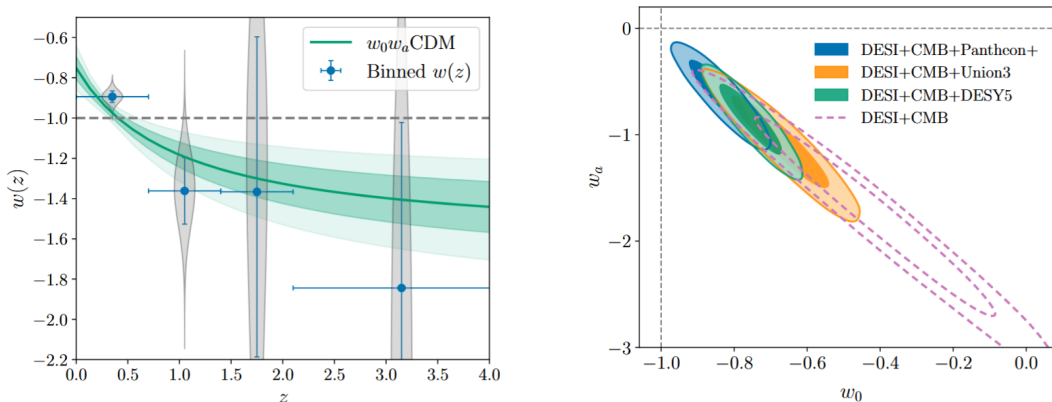 w_0w_aCDM
Binned w(z)
−0.6
−0.8
−1.0
−1.2
−1.4
−1.6
−1.8
−2.0
−2.2
w(z)
0.0 0.5 1.0 1.5 2.0 2.5 3.0 3.5 4.0
z
DESI+CMB+Pantheon+
DESI+CMB+Union3
DESI+CMB+DESY5
DESI+CMB
0
−1
−2
−3
w_a
−1.0 −0.8 −0.6 −0.4 −0.2 0.0
w_0